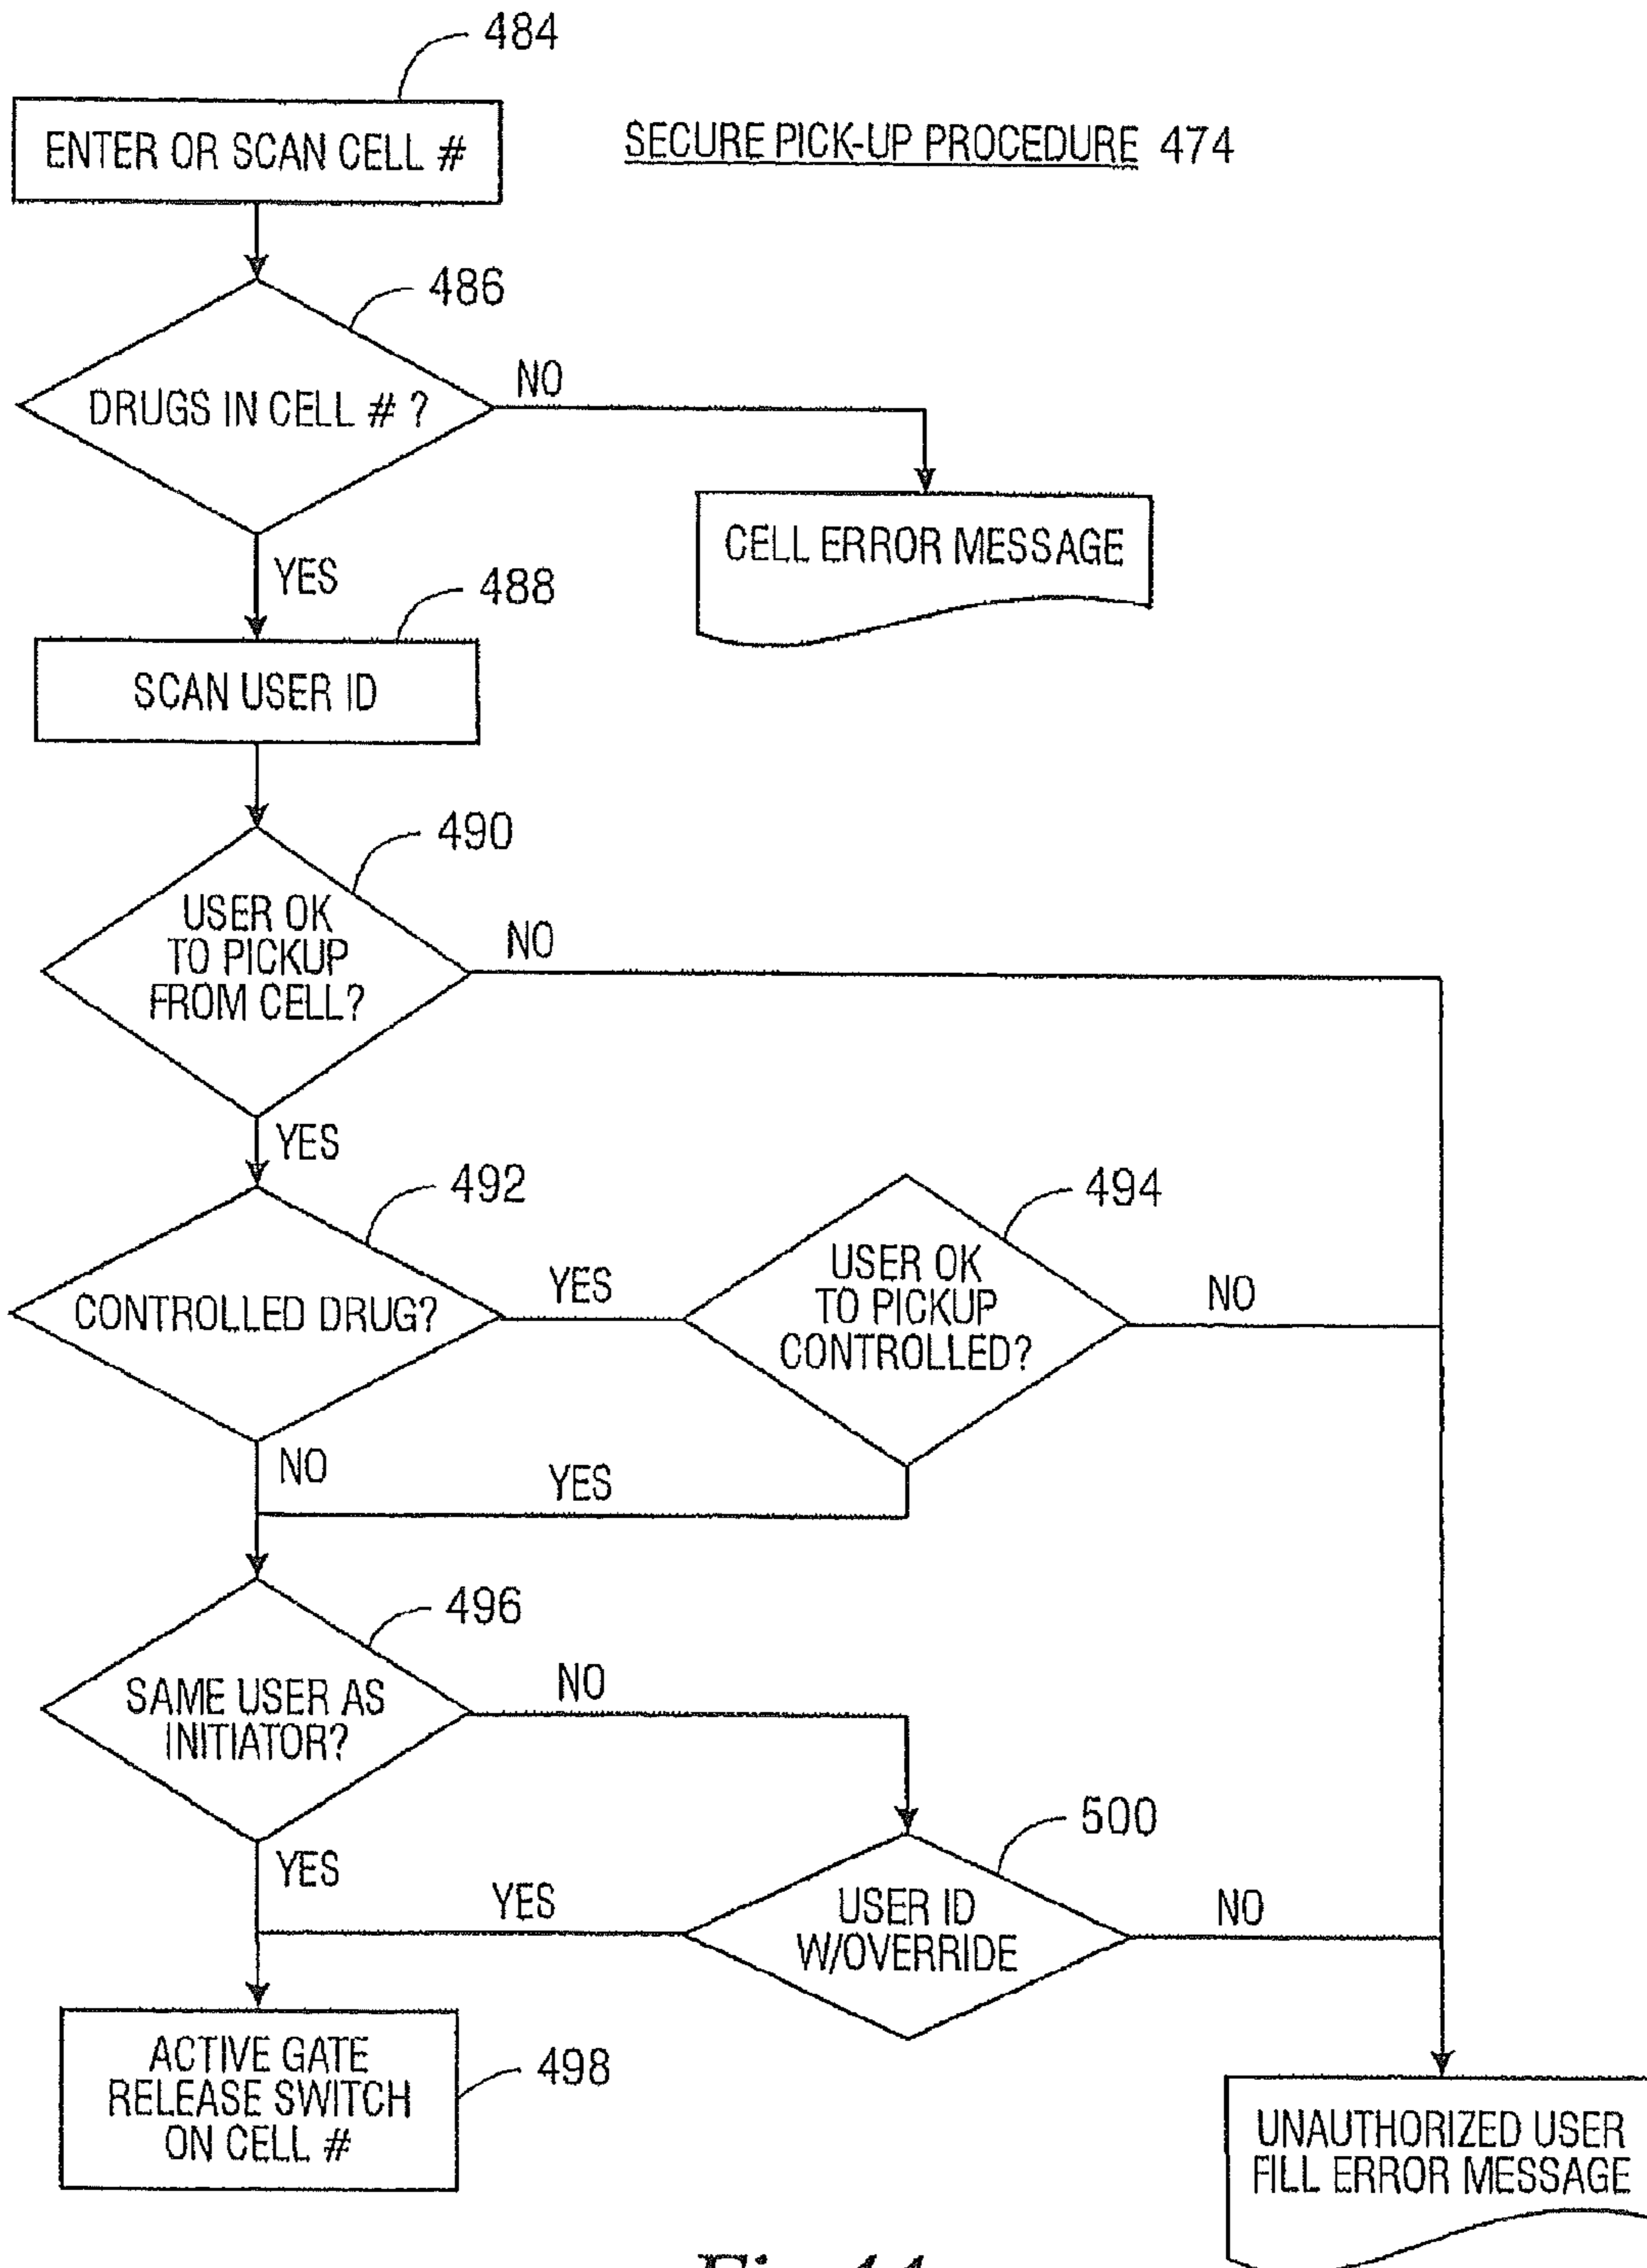 484
ENTER OR SCAN CELL #
SECURE PICK-UP PROCEDURE 474
486
DRUGS IN CELL # ?
NO
CELL ERROR MESSAGE
YES
488
SCAN USER ID
490
USER OK
TO PICKUP
FROM CELL?
NO
YES
492
CONTROLLED DRUG?
YES
494
USER OK
TO PICKUP
CONTROLLED?
NO
NO
YES
496
SAME USER AS
INITIATOR?
NO
500
USER ID
W/OVERRIDE
YES
YES
NO
ACTIVE GATE
RELEASE SWITCH
ON CELL #
498
UNAUTHORIZED USER
FILL ERROR MESSAGE